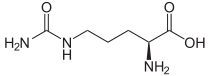 O O
H₂N N H OH
NH₂